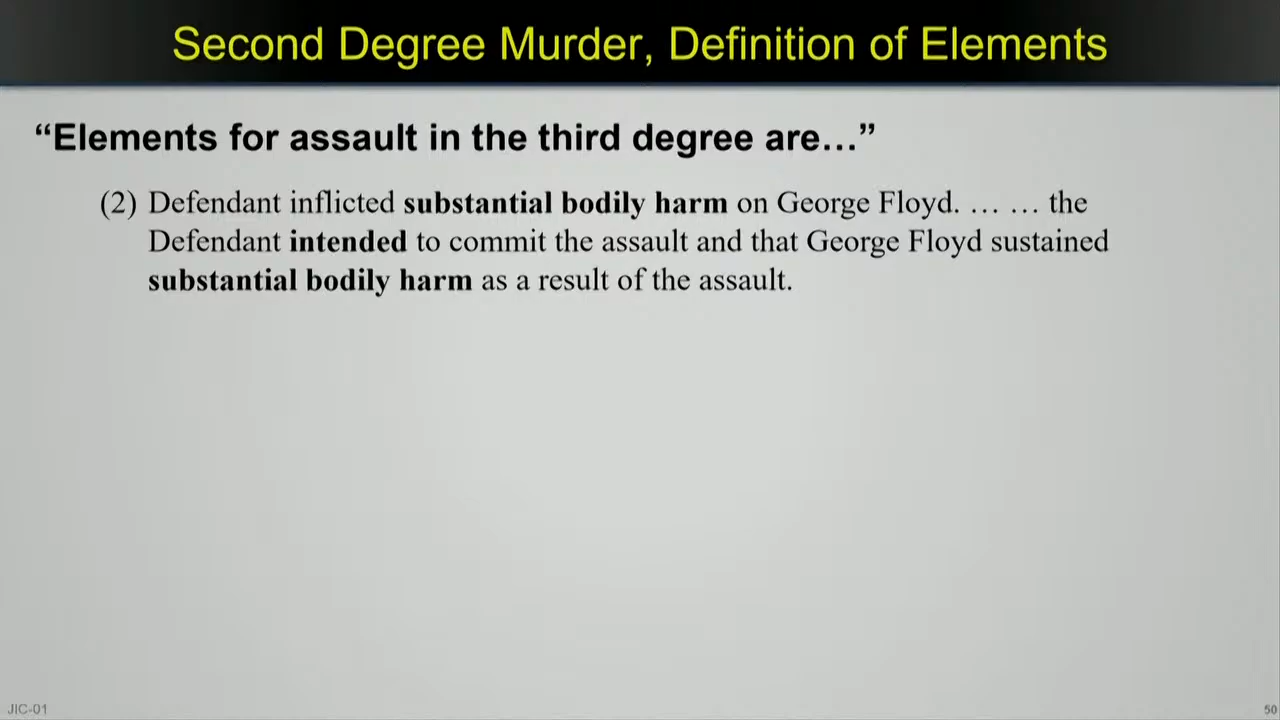 Second Degree Murder, Definition of Elements
“Elements for assault in the third degree are…”
(2) Defendant inflicted substantial bodily harm on George Floyd. … … the
Defendant intended to commit the assault and that George Floyd sustained
substantial bodily harm as a result of the assault.
JIC-01
50